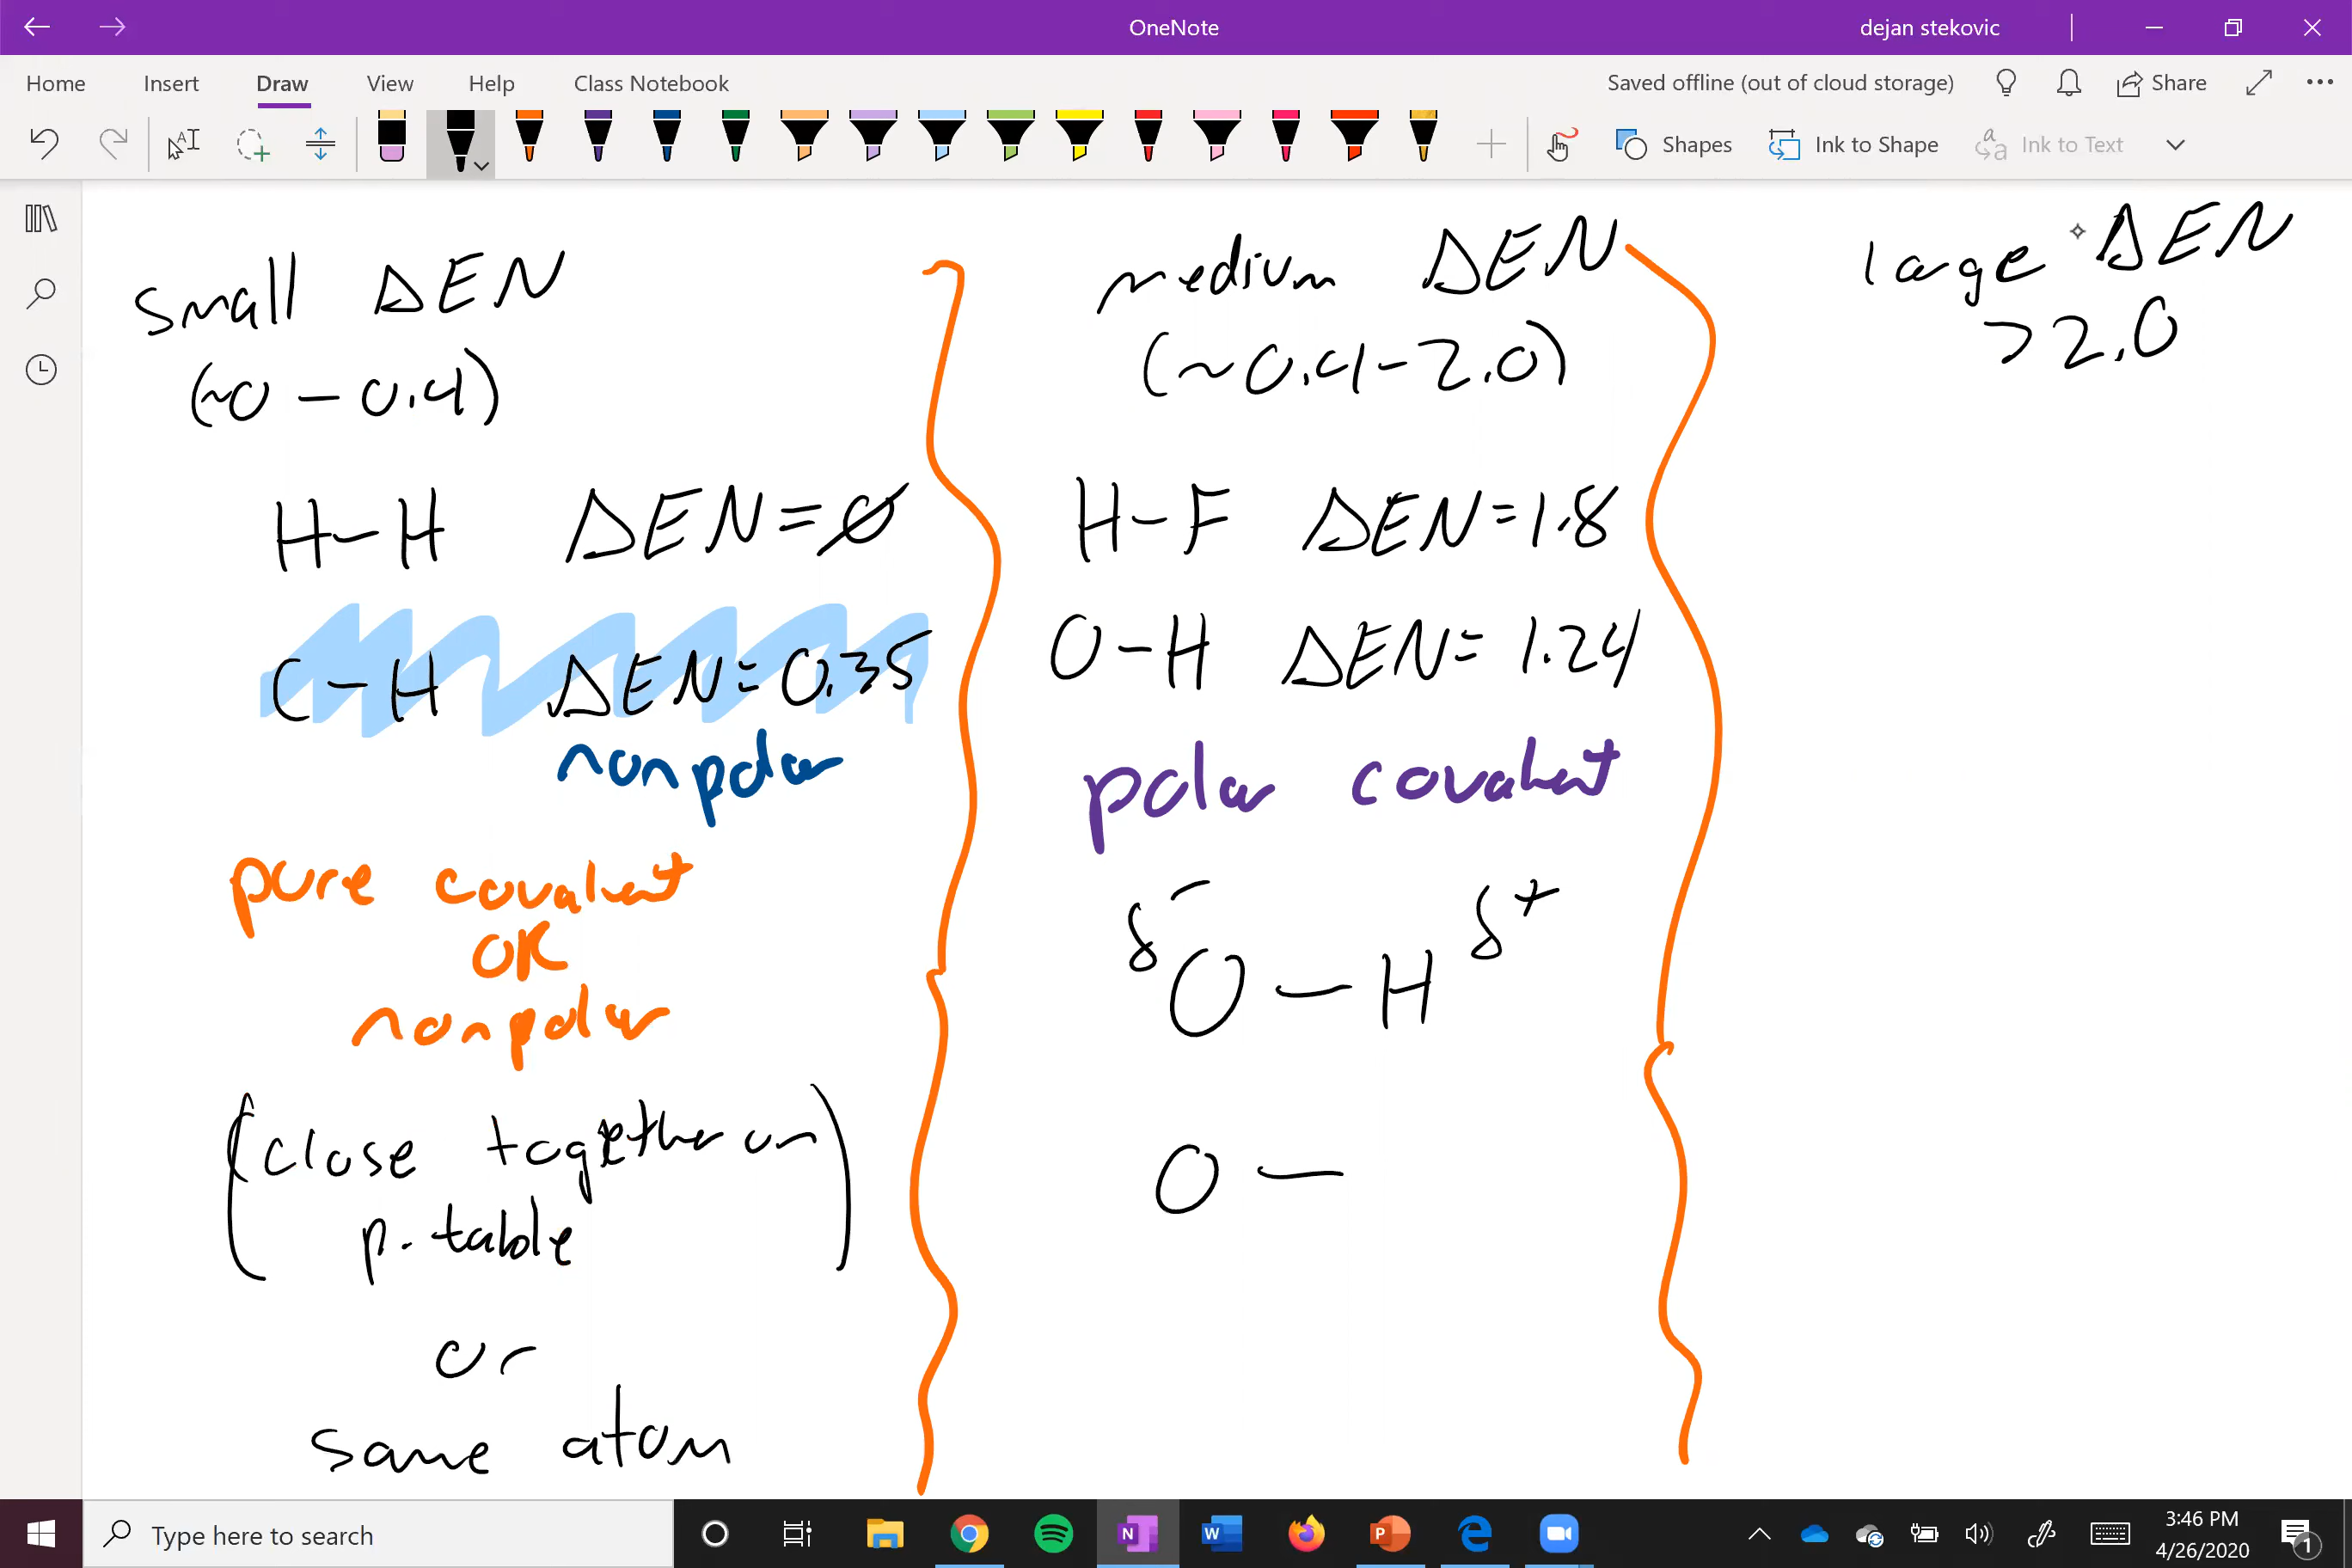 OneNote
dejan stekovic
Home Insert Draw View Help Class Notebook
Saved offline (out of cloud storage) Share
Shapes Ink to Shape Ink to Text
small ΔEN
(~0 - 0.4)
H-H ΔEN=∅
C-H ΔEN=0.35
nonpolar
pure covalent
OR
nonpolar
(close together on
p. table)
or
same atom
medium ΔEN
(~0.4-2.0)
H-F ΔEN=1.8
O-H ΔEN=1.24
polar covalent
δ⁻ O-H δ⁺
O-
large ΔEN
>2.0
Type here to search
N W P
3:46 PM
4/26/2020
1